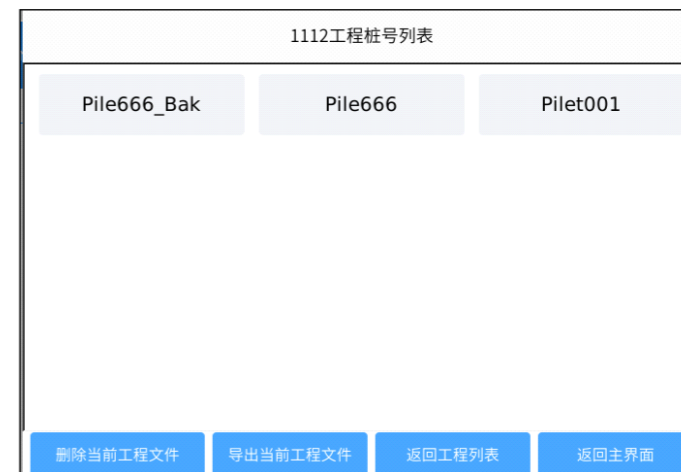 1112工程桩号列表
Pile666_Bak Pile666 Pilet001
删除当前工程文件 导出当前工程文件 返回工程列表 返回主界面